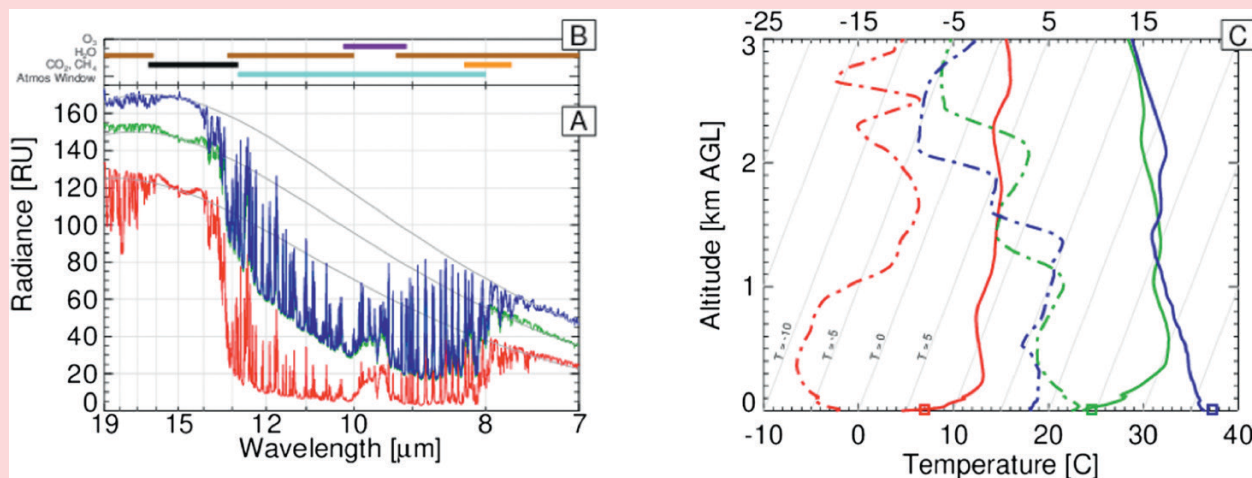 O₃
H₂O
CO₂, CH₄
Atmos Window
B
A
Radiance [RU]
160
140
120
100
80
60
40
20
0
19 15 12 10 8 7
Wavelength [μm]
-25 -15 -5 5 15
C
3
2
1
0
Altitude [km AGL]
T = -10 T = -5 T = 0 T = 5
-10 0 10 20 30 40
Temperature [C]